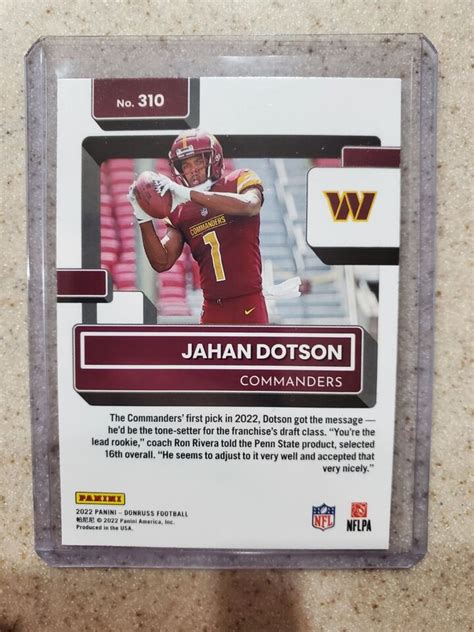 No. 310
COMMANDERS
1
W
JAHAN DOTSON
COMMANDERS
The Commanders' first pick in 2022, Dotson got the message —
he'd be the tone-setter for the franchise's draft class. "You're the
lead rookie," coach Ron Rivera told the Penn State product, selected
16th overall. "He seems to adjust to it very well and accepted that
very nicely."
PANINI
2022 PANINI – DONRUSS FOOTBALL
帕尼尼 © 2022 Panini America, Inc.
Produced in the USA.
NFL
NFLPA